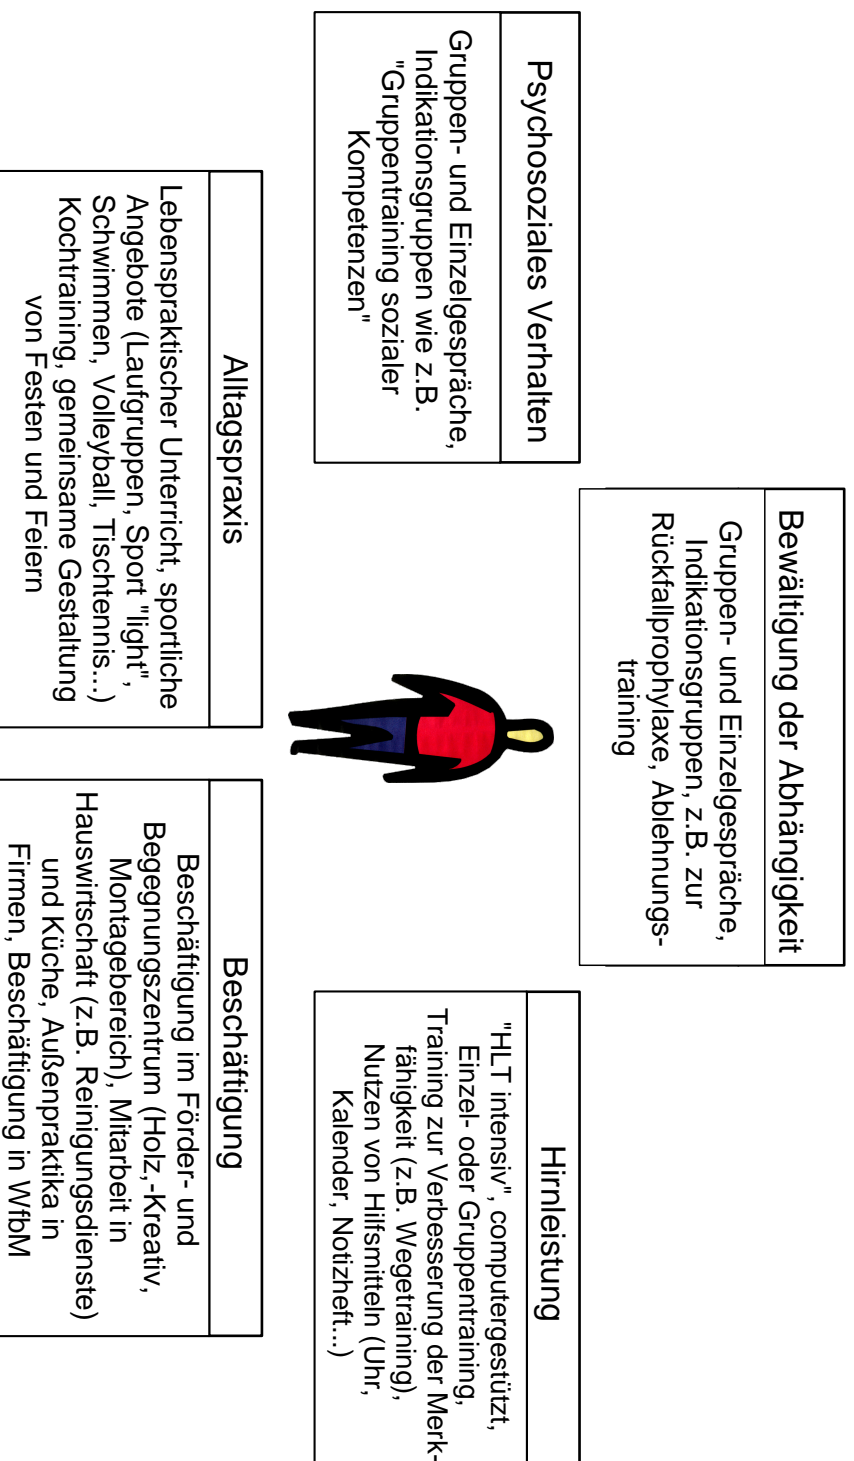 Bewältigung der Abhängigkeit
Gruppen- und Einzelgespräche,
Indikationsgruppen, z.B. zur
Rückfallprophylaxe, Ablehnungs-
training
Psychosoziales Verhalten
Gruppen- und Einzelgespräche,
Indikationsgruppen wie z.B.
"Gruppentraining sozialer
Kompetenzen"
Hirnleistung
"HLT intensiv", computergestützt,
Einzel- oder Gruppentraining,
Training zur Verbesserung der Merk-
fähigkeit (z.B. Wegetraining),
Nutzen von Hilfsmitteln (Uhr,
Kalender, Notizheft...)
Alltagspraxis
Lebenspraktischer Unterricht, sportliche
Angebote (Laufgruppen, Sport "light",
Schwimmen, Volleyball, Tischtennis...)
Kochtraining, gemeinsame Gestaltung
von Festen und Feiern
Beschäftigung
Beschäftigung im Förder- und
Begegnungszentrum (Holz,-Kreativ,
Montagebereich), Mitarbeit in
Hauswirtschaft (z.B. Reinigungsdienste)
und Küche, Außenpraktika in
Firmen, Beschäftigung in WfbM